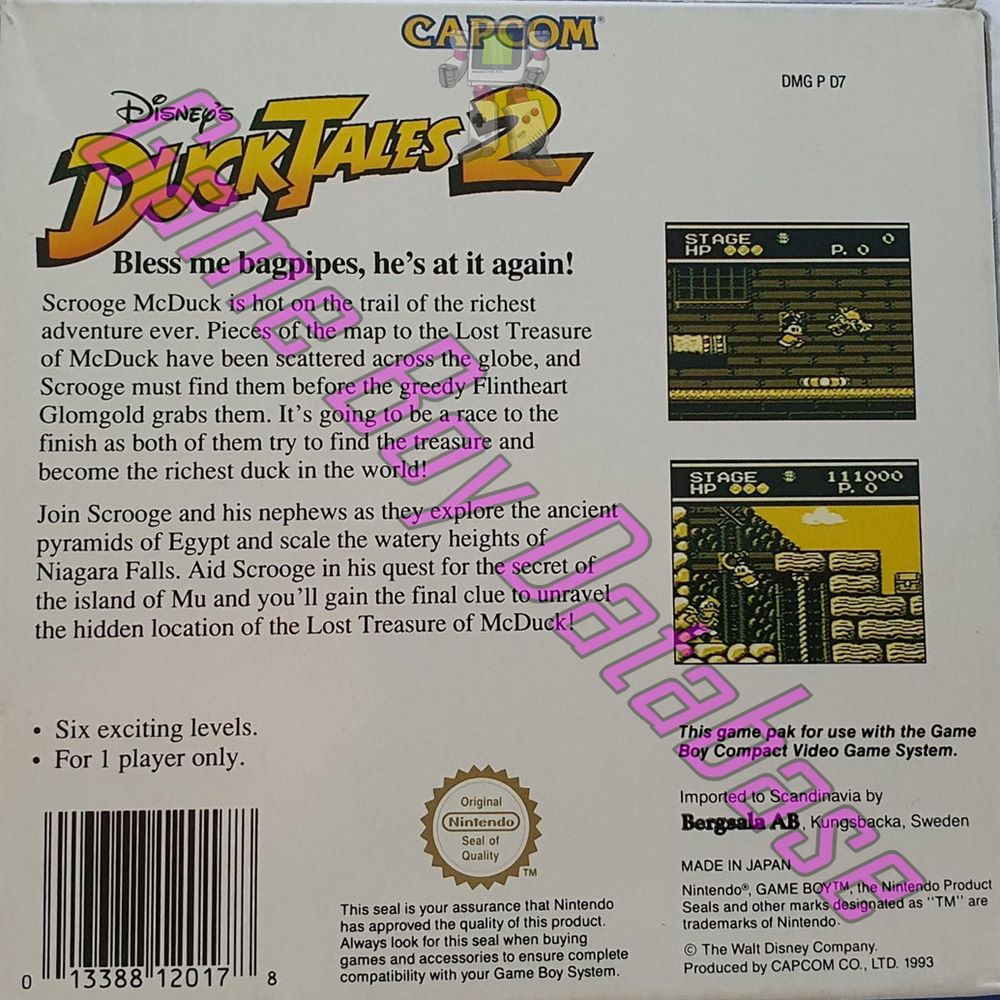 CAPCOM®
DMG P D7
DISNEY'S
DUCKTALES 2
Bless me bagpipes, he's at it again!
Scrooge McDuck is hot on the trail of the richest
adventure ever. Pieces of the map to the Lost Treasure
of McDuck have been scattered across the globe, and
Scrooge must find them before the greedy Flintheart
Glomgold grabs them. It's going to be a race to the
finish as both of them try to find the treasure and
become the richest duck in the world!
Join Scrooge and his nephews as they explore the ancient
pyramids of Egypt and scale the watery heights of
Niagara Falls. Aid Scrooge in his quest for the secret of
the island of Mu and you'll gain the final clue to unravel
the hidden location of the Lost Treasure of McDuck!
STAGE $ 0
HP P. 0
STAGE $ 111000
HP P. 0
• Six exciting levels.
• For 1 player only.
0 13388 12017 8
Original
Nintendo
Seal of
Quality
TM
This seal is your assurance that Nintendo
has approved the quality of this product.
Always look for this seal when buying
games and accessories to ensure complete
compatibility with your Game Boy System.
This game pak for use with the Game
Boy Compact Video Game System.
Imported to Scandinavia by
Bergsala AB, Kungsbacka, Sweden
MADE IN JAPAN
Nintendo®, GAME BOY™, the Nintendo Product
Seals and other marks designated as "TM" are
trademarks of Nintendo.
© The Walt Disney Company.
Produced by CAPCOM CO., LTD. 1993
Game Boy Database